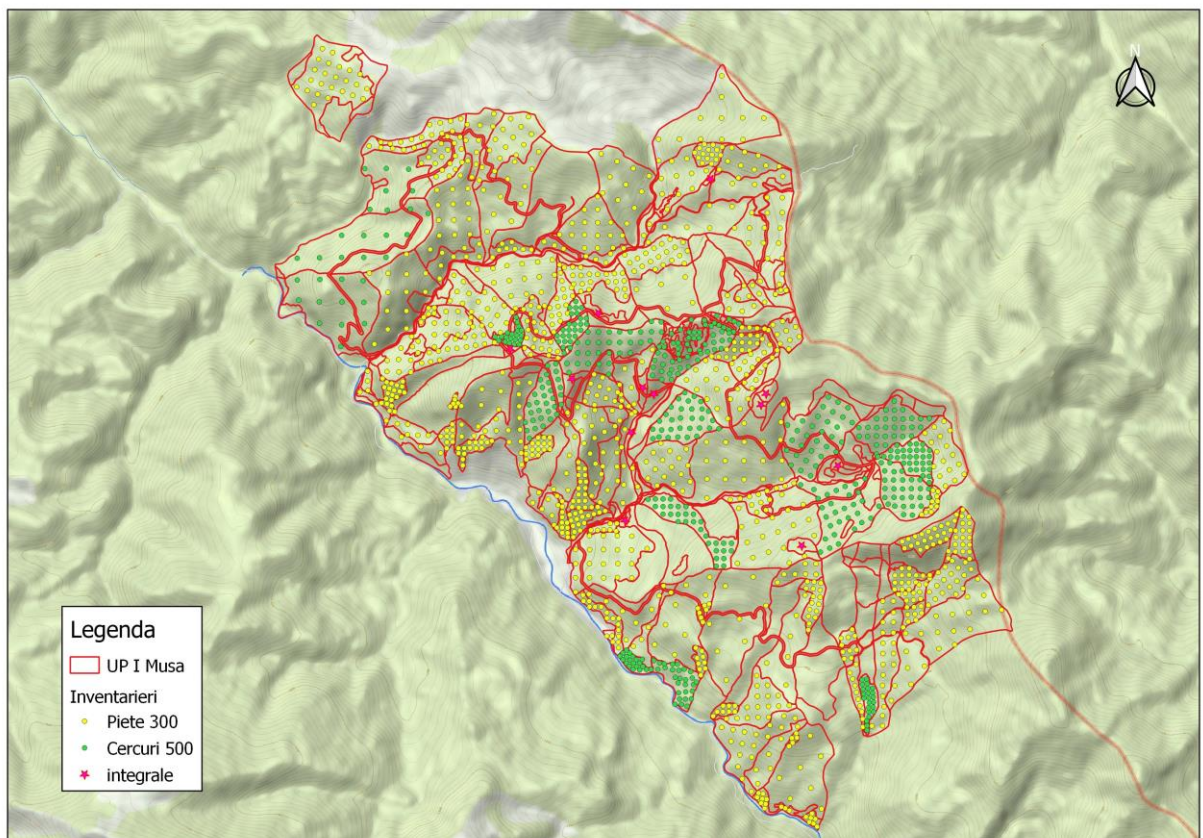 N
Legenda
UP I Musa
Inventarieri
Piete 300
Cercuri 500
integrale